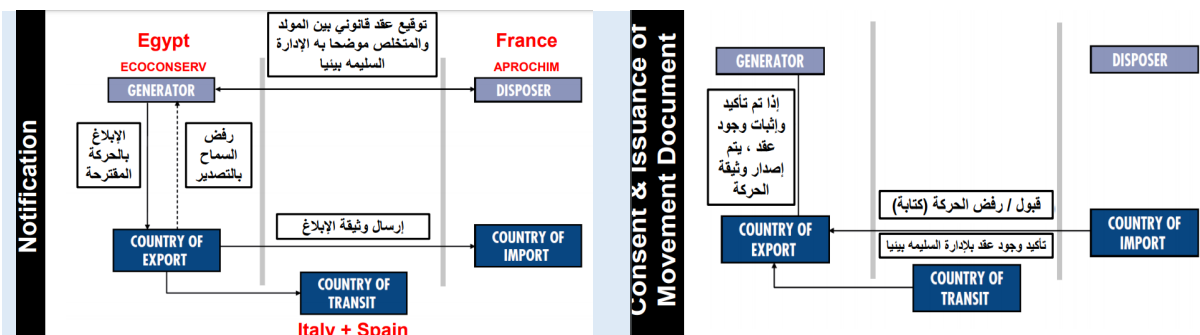 Notification
Egypt
ECOCONSERV
GENERATOR
توقيع عقد قانوني بين المولد
والمتخلص موضحا به الإدارة
السليمه بينيا
France
APROCHIM
DISPOSER
الإبلاغ
بالحركة
المقترحة
رفض
السماح
بالتصدير
إرسال وثيقة الإبلاغ
COUNTRY OF
EXPORT
COUNTRY OF
IMPORT
COUNTRY OF
TRANSIT
Italy + Spain
Consent & Issuance of
Movement Document
GENERATOR
DISPOSER
إذا تم تأكيد
وإثبات وجود
عقد ، يتم
إصدار وثيقة
الحركة
قبول / رفض الحركة (كتابة)
COUNTRY OF
EXPORT
COUNTRY OF
IMPORT
تأكيد وجود عقد بلإدارة السليمه بينيا
COUNTRY OF
TRANSIT